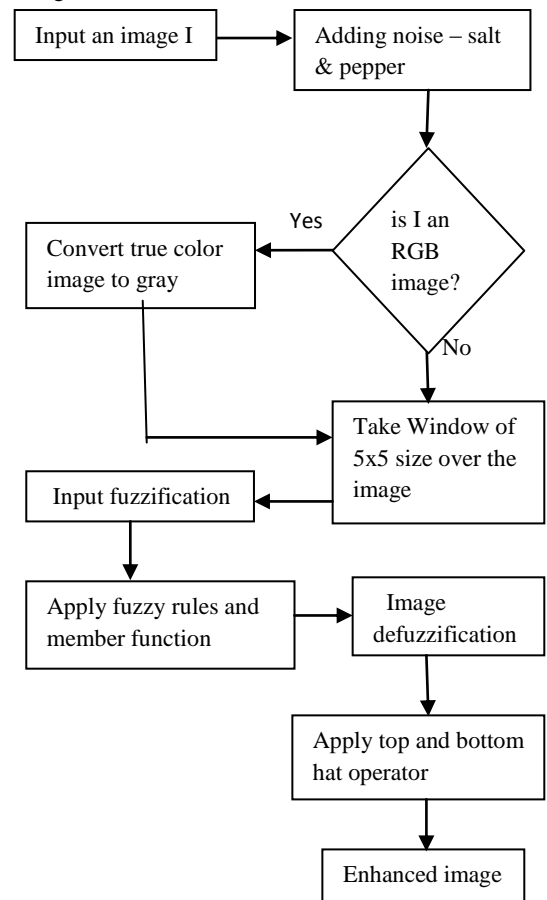 Input an image I
Adding noise – salt
& pepper
is I an
RGB
image?
Yes
Convert true color
image to gray
No
Take Window of
5x5 size over the
image
Input fuzzification
Apply fuzzy rules and
member function
Image
defuzzification
Apply top and bottom
hat operator
Enhanced image